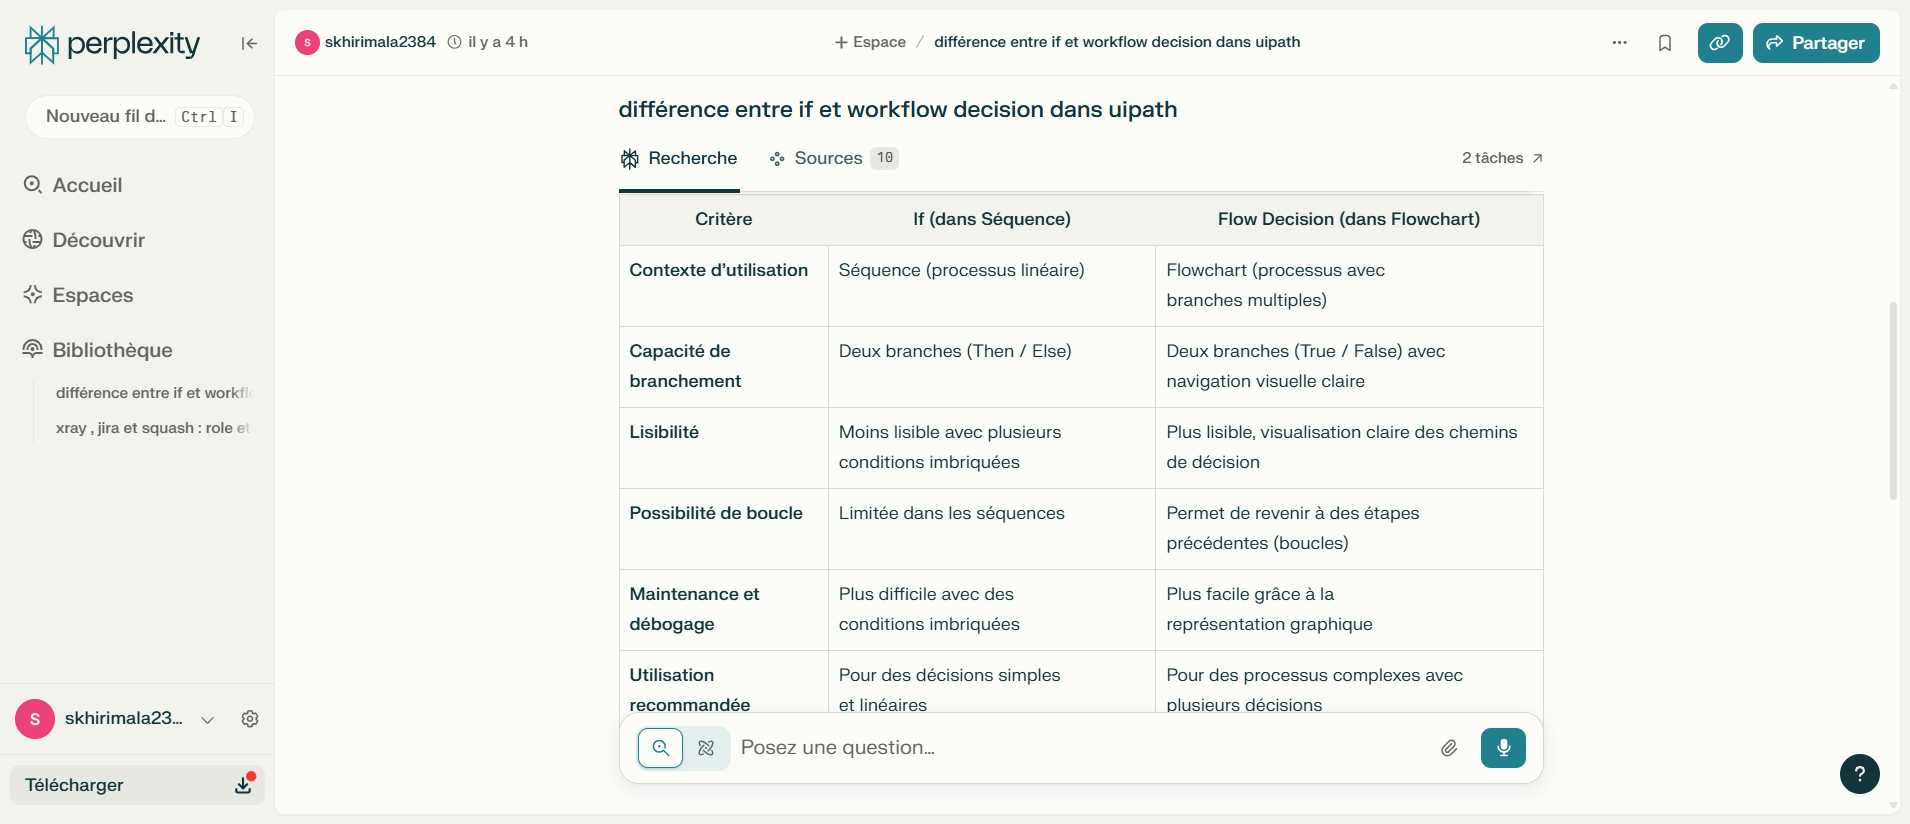 perplexity
Nouveau fil d... Ctrl I
Accueil
Découvrir
Espaces
Bibliothèque
différence entre if et workflo
xray , jira et squash : role et
S skhirimala23...
Télécharger
s skhirimala2384 il y a 4 h
Espace / différence entre if et workflow decision dans uipath
Partager
différence entre if et workflow decision dans uipath
Recherche Sources 10 2 tâches
Critère If (dans Séquence) Flow Decision (dans Flowchart)
Contexte d'utilisation Séquence (processus linéaire) Flowchart (processus avec
branches multiples)
Capacité de Deux branches (Then / Else) Deux branches (True / False) avec
branchement navigation visuelle claire
Lisibilité Moins lisible avec plusieurs Plus lisible, visualisation claire des chemins
conditions imbriquées de décision
Possibilité de boucle Limitée dans les séquences Permet de revenir à des étapes
précédentes (boucles)
Maintenance et Plus difficile avec des Plus facile grâce à la
débogage conditions imbriquées représentation graphique
Utilisation Pour des décisions simples Pour des processus complexes avec
recommandée et linéaires plusieurs décisions
Posez une question...
?